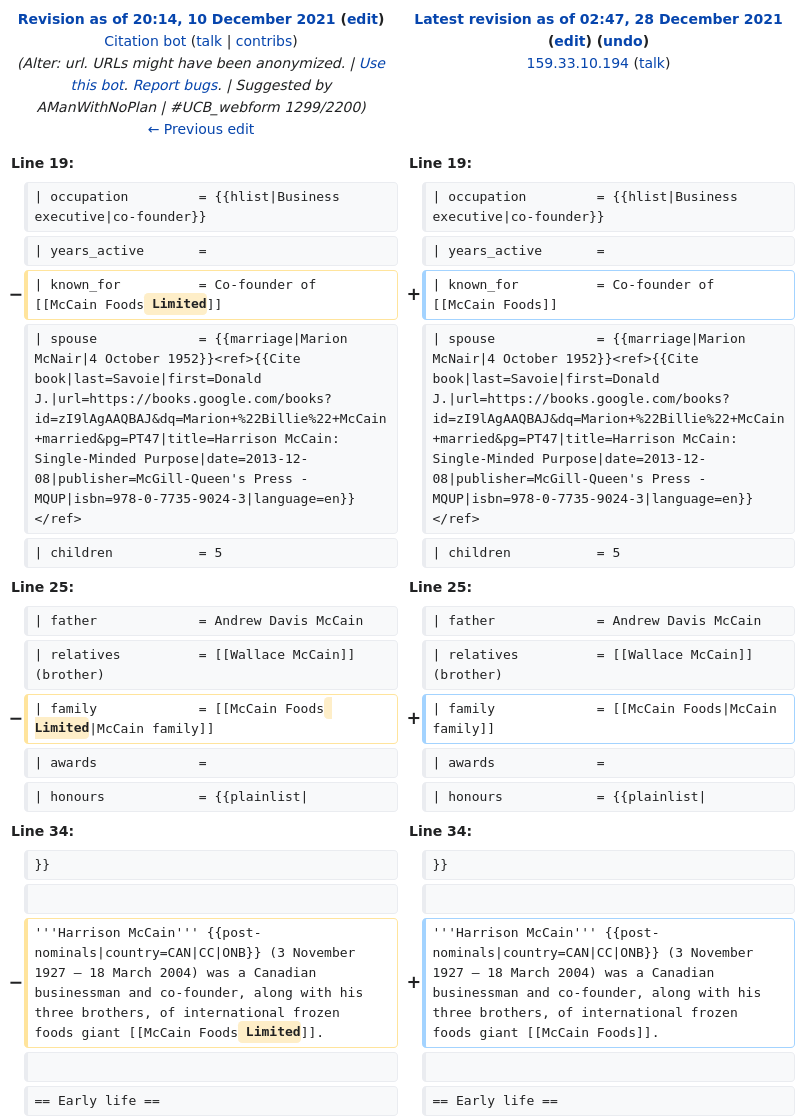 Revision as of 20:14, 10 December 2021 (edit)
Citation bot (talk | contribs)
(Alter: url. URLs might have been anonymized. | Use
this bot. Report bugs. | Suggested by
AManWithNoPlan | #UCB_webform 1299/2200)
← Previous edit
Latest revision as of 02:47, 28 December 2021
(edit) (undo)
159.33.10.194 (talk)
Line 19:
Line 19:
| occupation         = {{hlist|Business
executive|co-founder}}
| occupation         = {{hlist|Business
executive|co-founder}}
| years_active       =
| years_active       =
− | known_for          = Co-founder of
[[McCain Foods Limited]]
+ | known_for          = Co-founder of
[[McCain Foods]]
| spouse             = {{marriage|Marion
McNair|4 October 1952}}<ref>{{Cite
book|last=Savoie|first=Donald
J.|url=https://books.google.com/books?
id=zI9lAgAAQBAJ&dq=Marion+%22Billie%22+McCain
+married&pg=PT47|title=Harrison McCain:
Single-Minded Purpose|date=2013-12-
08|publisher=McGill-Queen's Press -
MQUP|isbn=978-0-7735-9024-3|language=en}}
</ref>
| spouse             = {{marriage|Marion
McNair|4 October 1952}}<ref>{{Cite
book|last=Savoie|first=Donald
J.|url=https://books.google.com/books?
id=zI9lAgAAQBAJ&dq=Marion+%22Billie%22+McCain
+married&pg=PT47|title=Harrison McCain:
Single-Minded Purpose|date=2013-12-
08|publisher=McGill-Queen's Press -
MQUP|isbn=978-0-7735-9024-3|language=en}}
</ref>
| children           = 5
| children           = 5
Line 25:
Line 25:
| father             = Andrew Davis McCain
| father             = Andrew Davis McCain
| relatives          = [[Wallace McCain]]
(brother)
| relatives          = [[Wallace McCain]]
(brother)
− | family             = [[McCain Foods
Limited|McCain family]]
+ | family             = [[McCain Foods|McCain
family]]
| awards             =
| awards             =
| honours            = {{plainlist|
| honours            = {{plainlist|
Line 34:
Line 34:
}}
}}
− '''Harrison McCain''' {{post-
nominals|country=CAN|CC|ONB}} (3 November
1927 – 18 March 2004) was a Canadian
businessman and co-founder, along with his
three brothers, of international frozen
foods giant [[McCain Foods Limited]].
+ '''Harrison McCain''' {{post-
nominals|country=CAN|CC|ONB}} (3 November
1927 – 18 March 2004) was a Canadian
businessman and co-founder, along with his
three brothers, of international frozen
foods giant [[McCain Foods]].
== Early life ==
== Early life ==